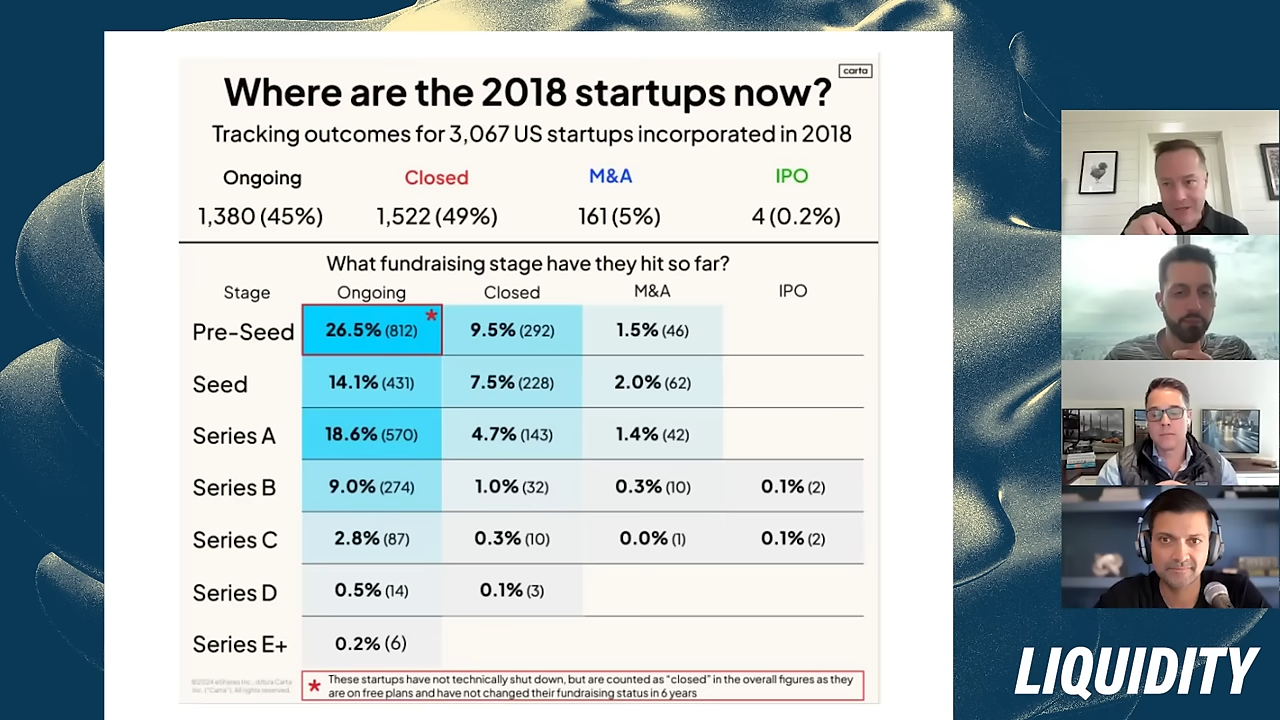 carta
Where are the 2018 startups now?
Tracking outcomes for 3,067 US startups incorporated in 2018
Ongoing Closed M&A IPO
1,380 (45%) 1,522 (49%) 161 (5%) 4 (0.2%)
What fundraising stage have they hit so far?
Stage Ongoing Closed M&A IPO
Pre-Seed 26.5% (812) * 9.5% (292) 1.5% (46)
Seed 14.1% (431) 7.5% (228) 2.0% (62)
Series A 18.6% (570) 4.7% (143) 1.4% (42)
Series B 9.0% (274) 1.0% (32) 0.3% (10) 0.1% (2)
Series C 2.8% (87) 0.3% (10) 0.0% (1) 0.1% (2)
Series D 0.5% (14) 0.1% (3)
Series E+ 0.2% (6)
* These startups have not technically shut down, but are counted as "closed" in the overall figures as they
are on free plans and have not changed their fundraising status in 6 years
Inc. ("Carta"). All rights reserved.
LIQUIDITY